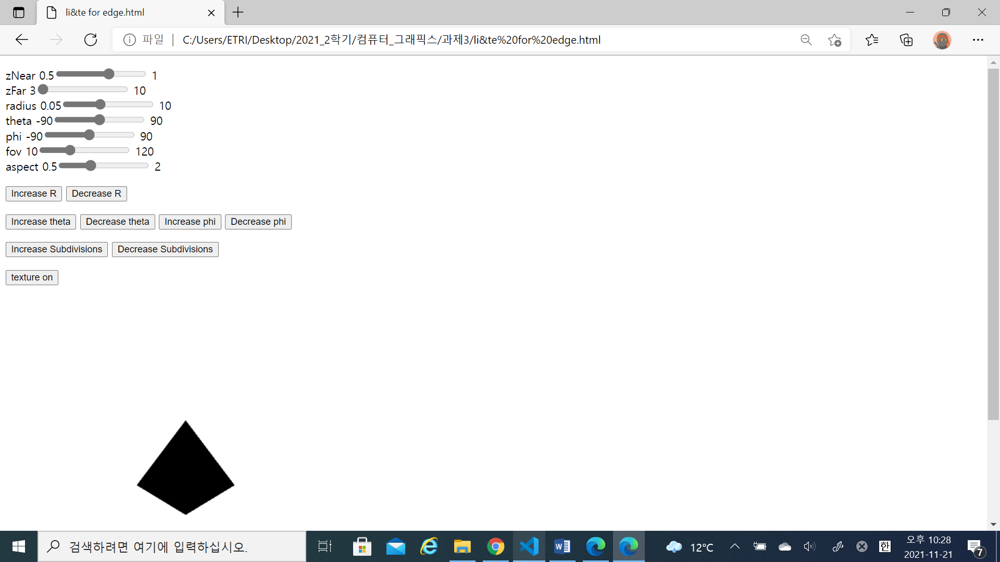 li&te for edge.html
파일 | C:/Users/ETRI/Desktop/2021_2학기/컴퓨터_그래픽스/과제3/li&te%20for%20edge.html
zNear 0.5 1
zFar 3 10
radius 0.05 10
theta -90 90
phi -90 90
fov 10 120
aspect 0.5 2
Increase R Decrease R
Increase theta Decrease theta Increase phi Decrease phi
Increase Subdivisions Decrease Subdivisions
texture on
검색하려면 여기에 입력하십시오.
12°C
한
오후 10:28
2021-11-21
7